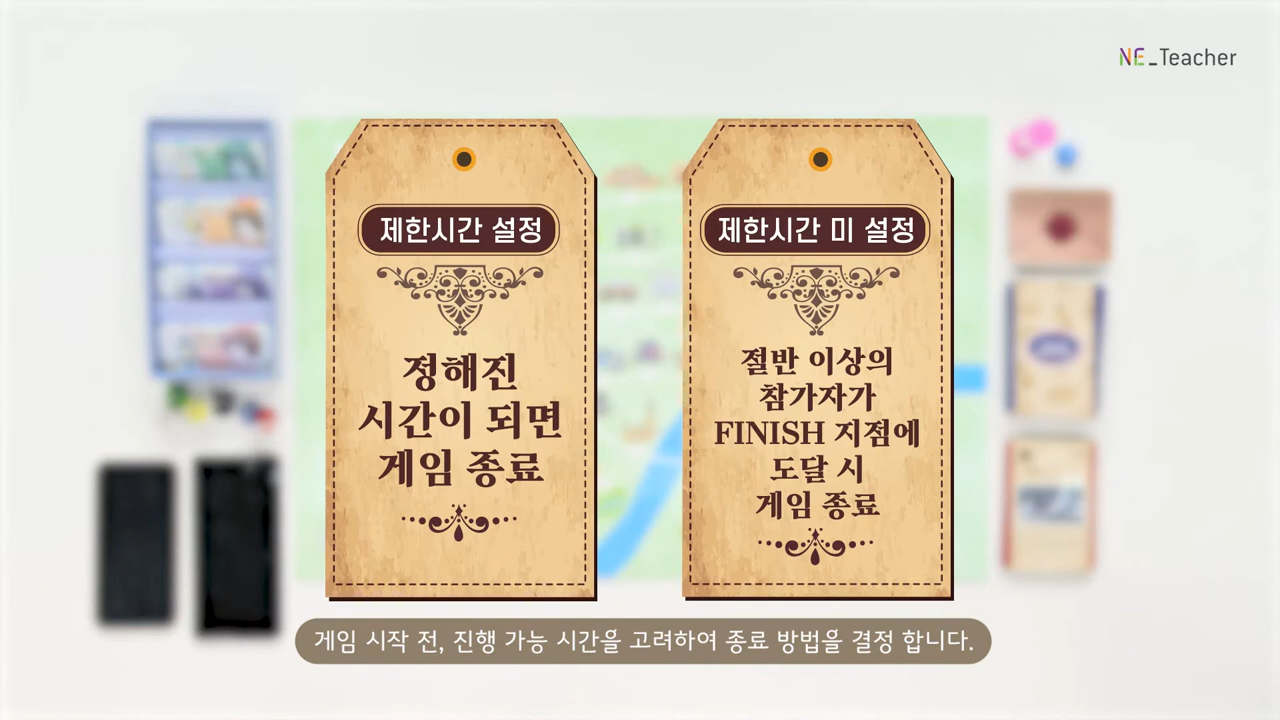 NE_Teacher
제한시간 설정
정해진
시간이 되면
게임 종료
제한시간 미 설정
절반 이상의
참가자가
FINISH 지점에
도달 시
게임 종료
게임 시작 전, 진행 가능 시간을 고려하여 종료 방법을 결정 합니다.